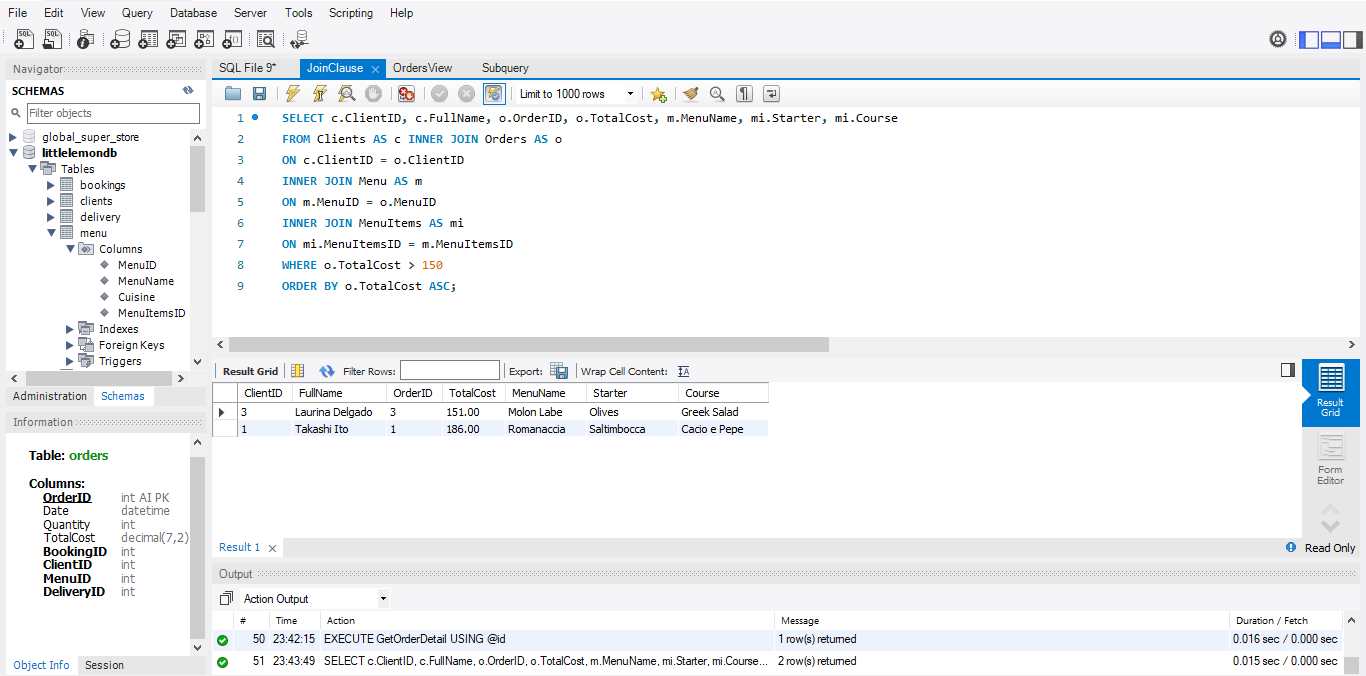 File Edit View Query Database Server Tools Scripting Help
Navigator
SCHEMAS
Filter objects
global_super_store
littlelemondb
Tables
bookings
clients
delivery
menu
Columns
MenuID
MenuName
Cuisine
MenuItemsID
Indexes
Foreign Keys
Triggers
Administration Schemas
Information
Table: orders
Columns:
OrderID int AI PK
Date datetime
Quantity int
TotalCost decimal(7,2)
BookingID int
ClientID int
MenuID int
DeliveryID int
Object Info Session
SQL File 9* JoinClause OrdersView Subquery
Limit to 1000 rows
1 SELECT c.ClientID, c.FullName, o.OrderID, o.TotalCost, m.MenuName, mi.Starter, mi.Course
2 FROM Clients AS c INNER JOIN Orders AS o
3 ON c.ClientID = o.ClientID
4 INNER JOIN Menu AS m
5 ON m.MenuID = o.MenuID
6 INNER JOIN MenuItems AS mi
7 ON mi.MenuItemsID = m.MenuItemsID
8 WHERE o.TotalCost > 150
9 ORDER BY o.TotalCost ASC;
Result Grid Filter Rows: Export: Wrap Cell Content:
ClientID FullName OrderID TotalCost MenuName Starter Course
3 Laurina Delgado 3 151.00 Molon Labe Olives Greek Salad
1 Takashi Ito 1 186.00 Romanaccia Saltimbocca Cacio e Pepe
Result
Grid
Form
Editor
Result 1
Read Only
Output
Action Output
# Time Action Message Duration / Fetch
50 23:42:15 EXECUTE GetOrderDetail USING @id 1 row(s) returned 0.016 sec / 0.000 sec
51 23:43:49 SELECT c.ClientID, c.FullName, o.OrderID, o.TotalCost, m.MenuName, mi.Starter, mi.Course... 2 row(s) returned 0.015 sec / 0.000 sec